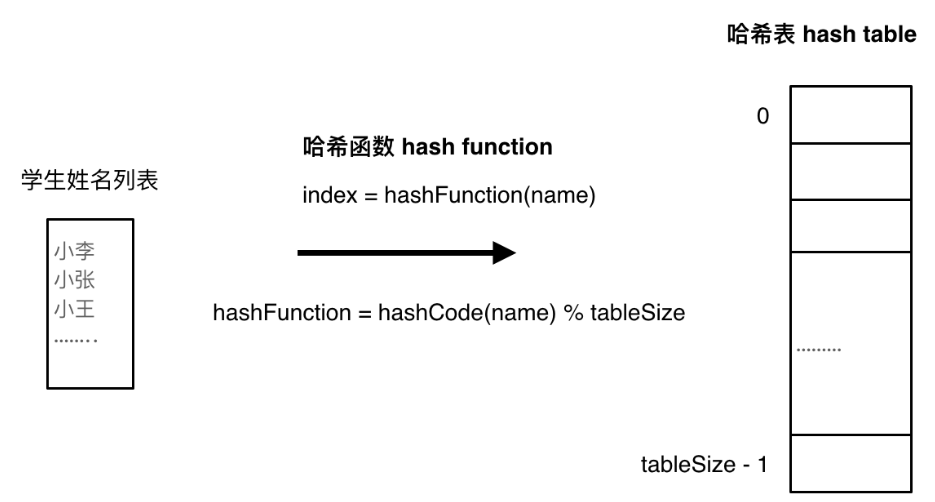 哈希表 hash table
0
哈希函数 hash function
学生姓名列表
index = hashFunction(name)
小李
小张
小王
........
hashFunction = hashCode(name) % tableSize
.........
tableSize - 1